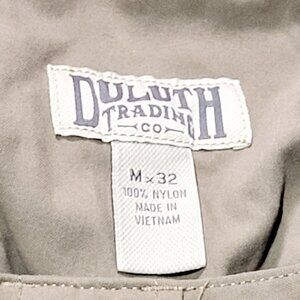 DULUTH
TRADING
CO
M x 32
100% NYLON
MADE IN
VIETNAM